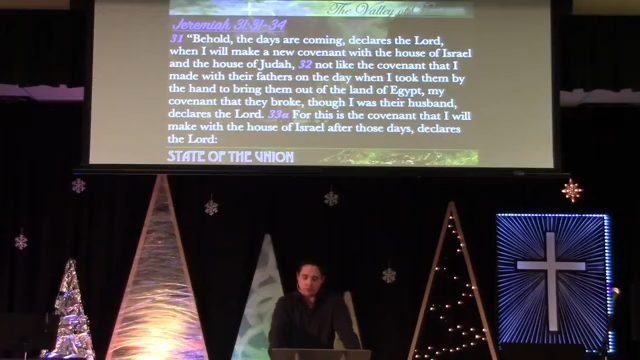 The Valley of
Jeremiah 31:31-34
31 “Behold, the days are coming, declares the Lord,
when I will make a new covenant with the house of Israel
and the house of Judah, 32 not like the covenant that I
made with their fathers on the day when I took them by
the hand to bring them out of the land of Egypt, my
covenant that they broke, though I was their husband,
declares the Lord. 33a For this is the covenant that I will
make with the house of Israel after those days, declares
the Lord:
STATE OF THE UNION